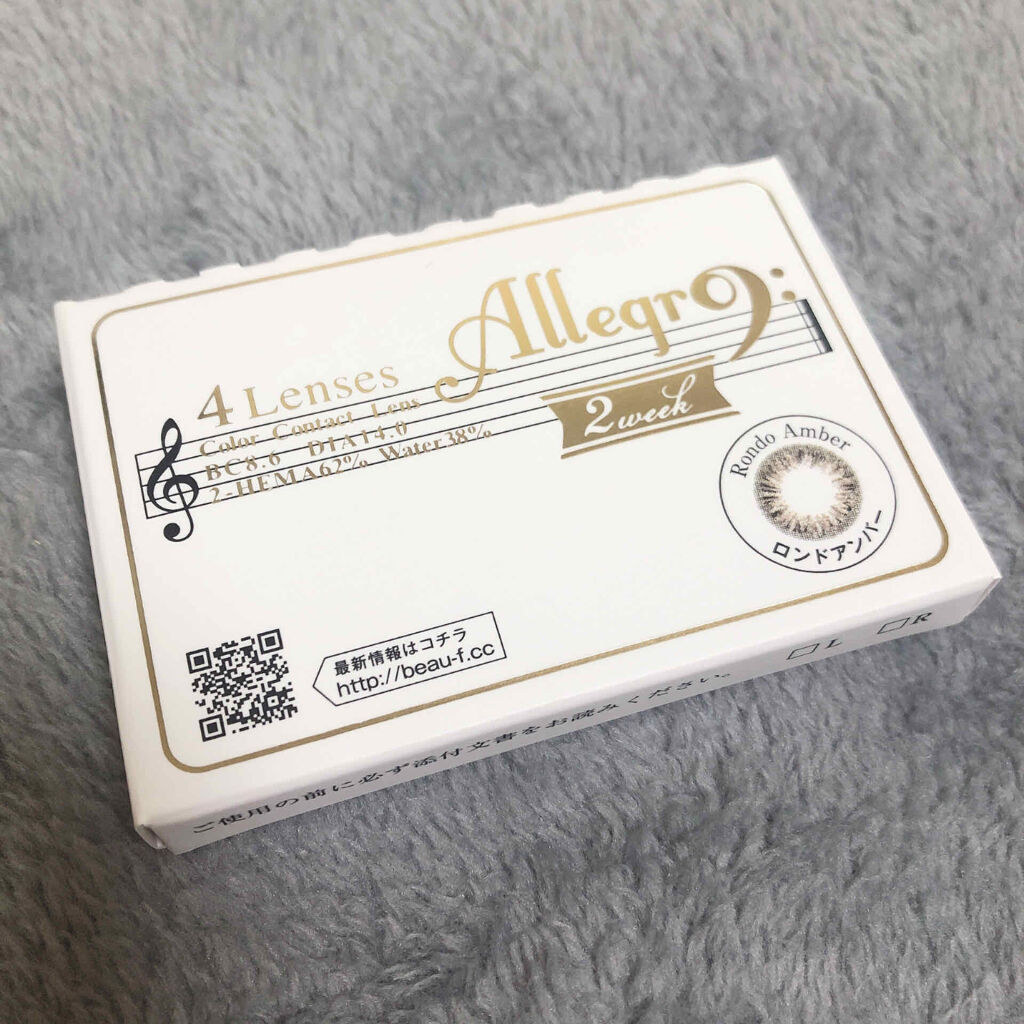 Allegro
2week
4 Lenses
Color Contact Lens
BC8.6 DIA14.0
2-HEMA62% Water38%
Rondo Amber
ロンドアンバー
最新情報はコチラ
http://beau-f.cc
L R
ご使用の前に必ず添付文書をお読みください。